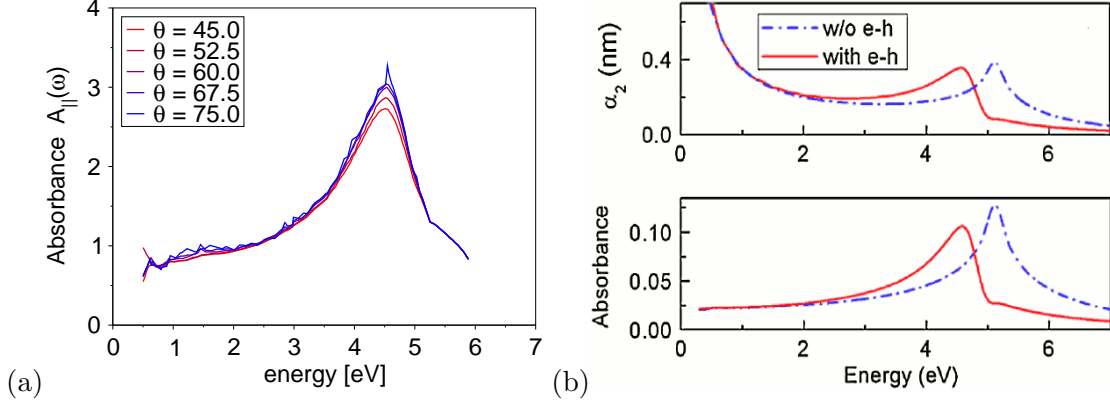 4
3
2
1
0
Absorbance A||(ω)
θ = 45.0
θ = 52.5
θ = 60.0
θ = 67.5
θ = 75.0
0 1 2 3 4 5 6 7
energy [eV]
(a)
α2 (nm)
0.4
0.0
w/o e-h
with e-h
0 2 4 6
Absorbance
0.10
0.05
0.00
0 2 4 6
Energy (eV)
(b)